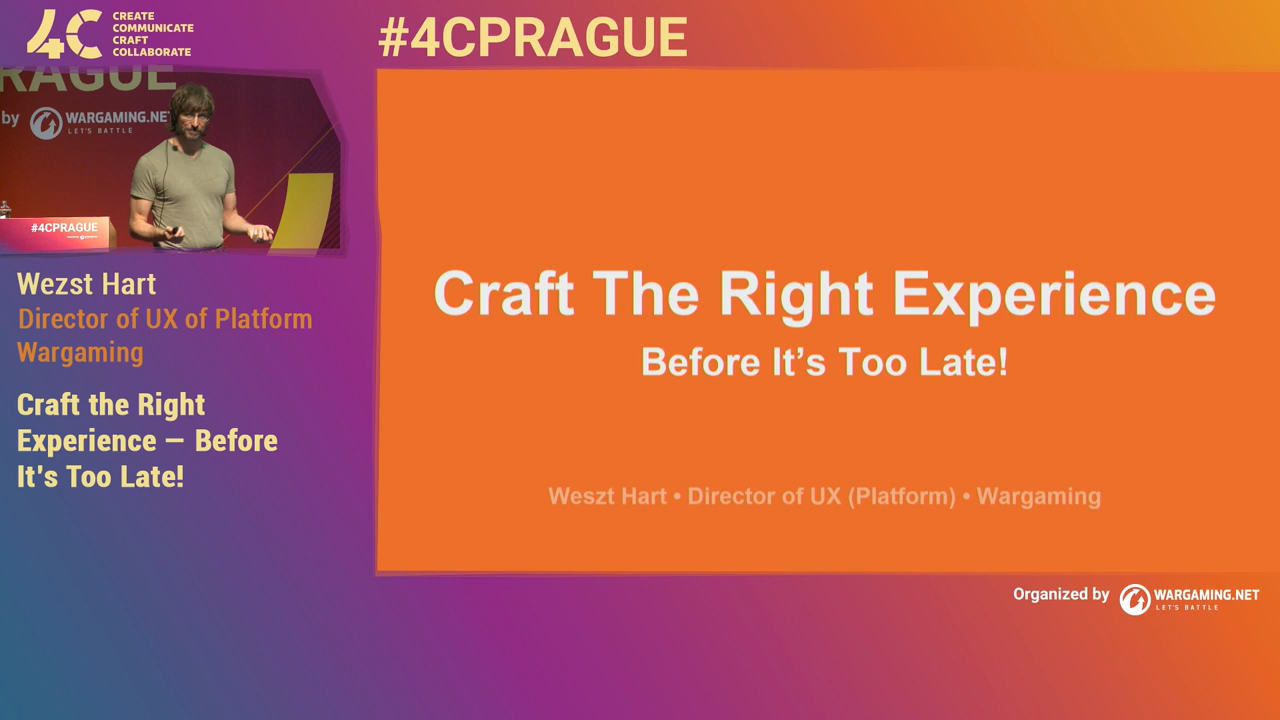 4C CREATE
COMMUNICATE
CRAFT
COLLABORATE
#4CPRAGUE
RAGUE
by WARGAMING.NET
LET'S BATTLE
#4CPRAGUE
Wezst Hart
Director of UX of Platform
Wargaming
Craft the Right
Experience — Before
It's Too Late!
Craft The Right Experience
Before It’s Too Late!
Weszt Hart • Director of UX (Platform) • Wargaming
Organized by WARGAMING.NET
LET'S BATTLE